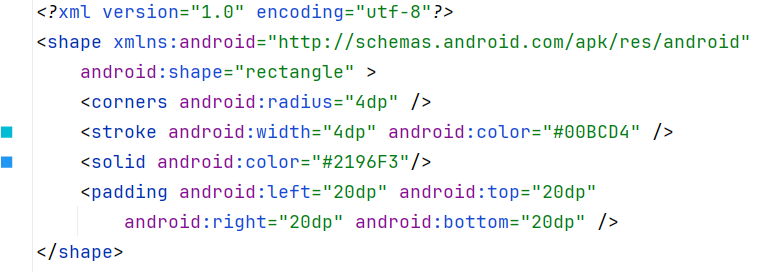 <?xml version="1.0" encoding="utf-8"?>
<shape xmlns:android="http://schemas.android.com/apk/res/android"
    android:shape="rectangle" >
    <corners android:radius="4dp" />
    <stroke android:width="4dp" android:color="#00BCD4" />
    <solid android:color="#2196F3"/>
    <padding android:left="20dp" android:top="20dp"
        android:right="20dp" android:bottom="20dp" />
</shape>